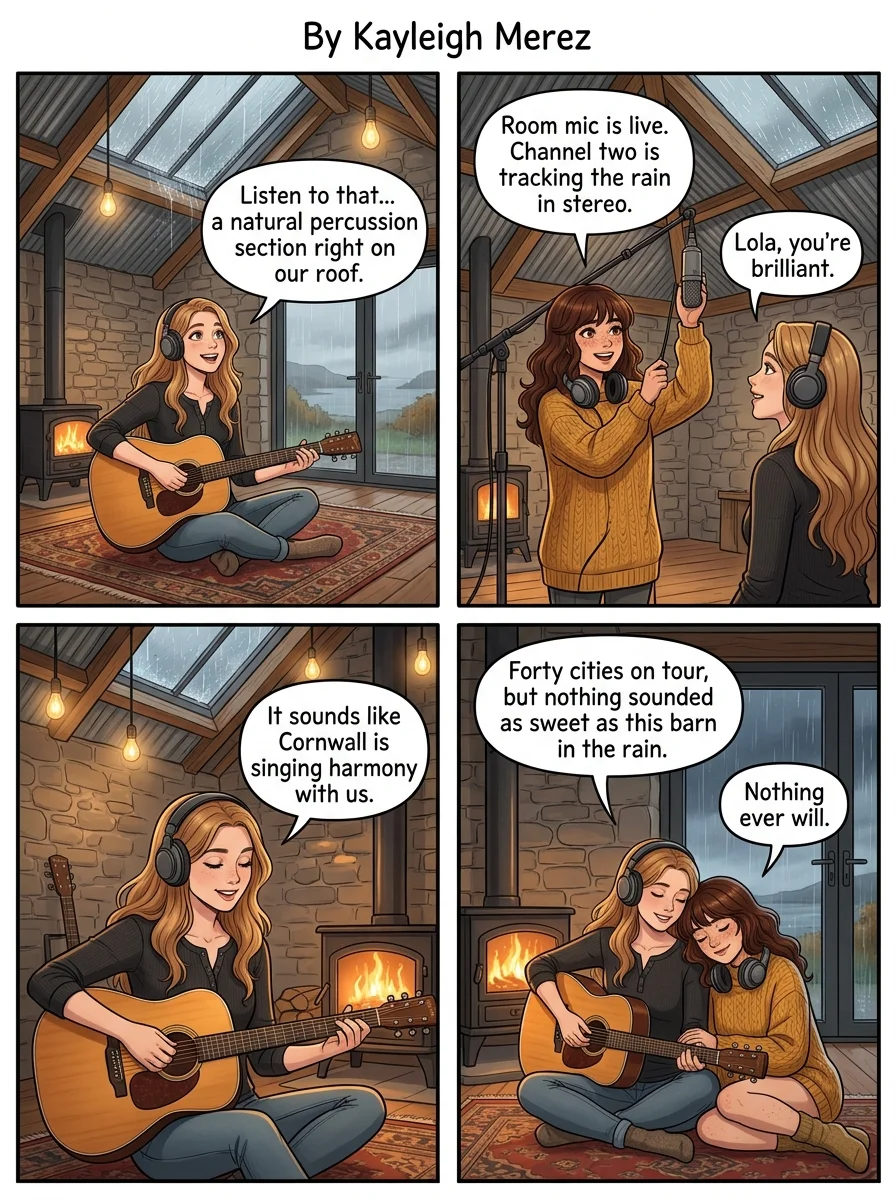 By Kayleigh Merez
Listen to that...
a natural percussion
section right on
our roof.
Room mic is live.
Channel two is
tracking the rain
in stereo.
Lola, you're
brilliant.
It sounds like
Cornwall is
singing harmony
with us.
Forty cities on tour,
but nothing sounded
as sweet as this barn
in the rain.
Nothing
ever will.